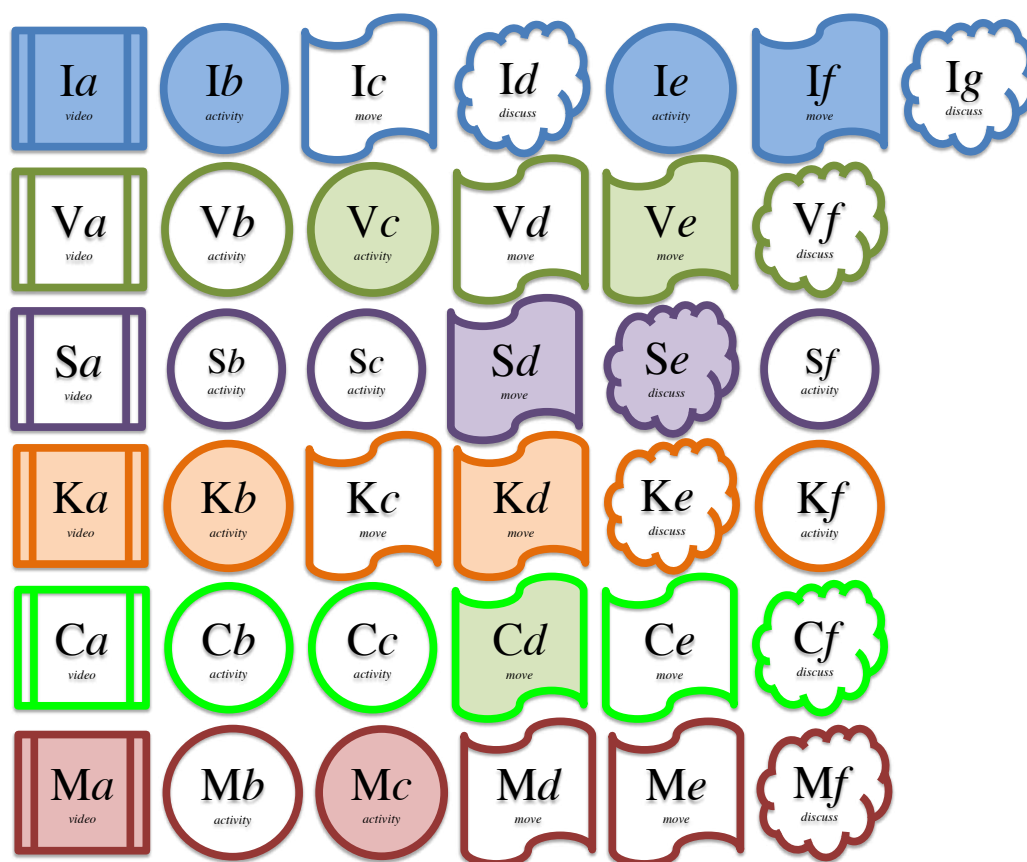 Ia Ib Ic Id Ie If Ig
video activity move discuss activity move discuss
Va Vb Vc Vd Ve Vf
video activity activity move move discuss
Sa Sb Sc Sd Se Sf
video activity activity move discuss activity
Ka Kb Kc Kd Ke Kf
video activity move move discuss activity
Ca Cb Cc Cd Ce Cf
video activity activity move move discuss
Ma Mb Mc Md Me Mf
video activity activity move move discuss